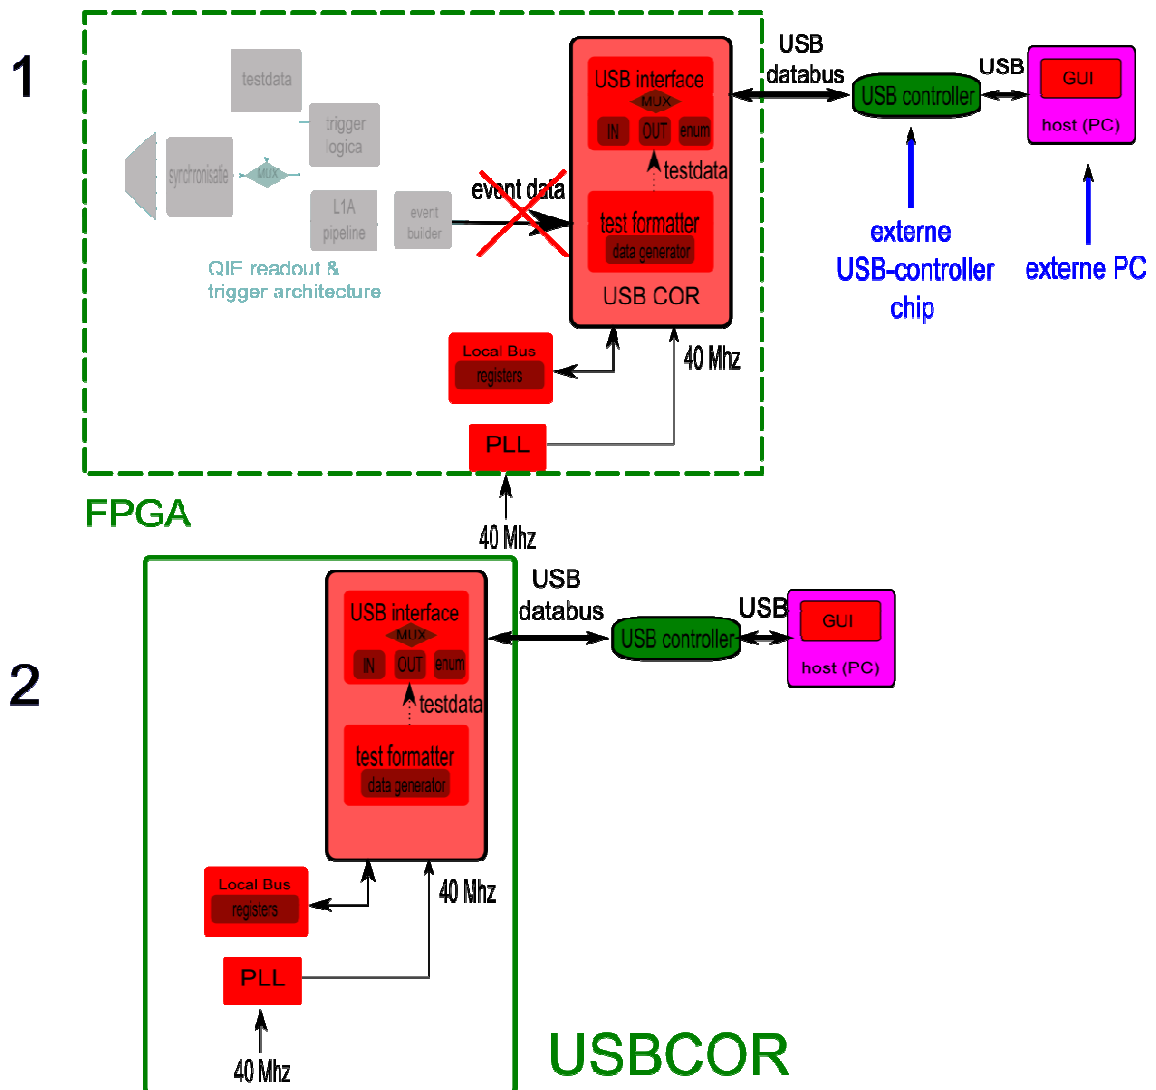 1
testdata
trigger
logica
synchronisatie
MUX
L1A
pipeline
event
builder
QIE readout &
trigger architecture
event data
USB interface
MUX
IN
OUT
enum
testdata
test formatter
data generator
USB COR
Local Bus
registers
40 Mhz
PLL
40 Mhz
FPGA
USB
databus
USB controller
USB
GUI
host (PC)
externe
USB-controller
chip
externe PC
2
USB interface
MUX
IN
OUT
enum
testdata
test formatter
data generator
Local Bus
registers
40 Mhz
PLL
40 Mhz
USB
databus
USB controller
USB
GUI
host (PC)
USBCOR